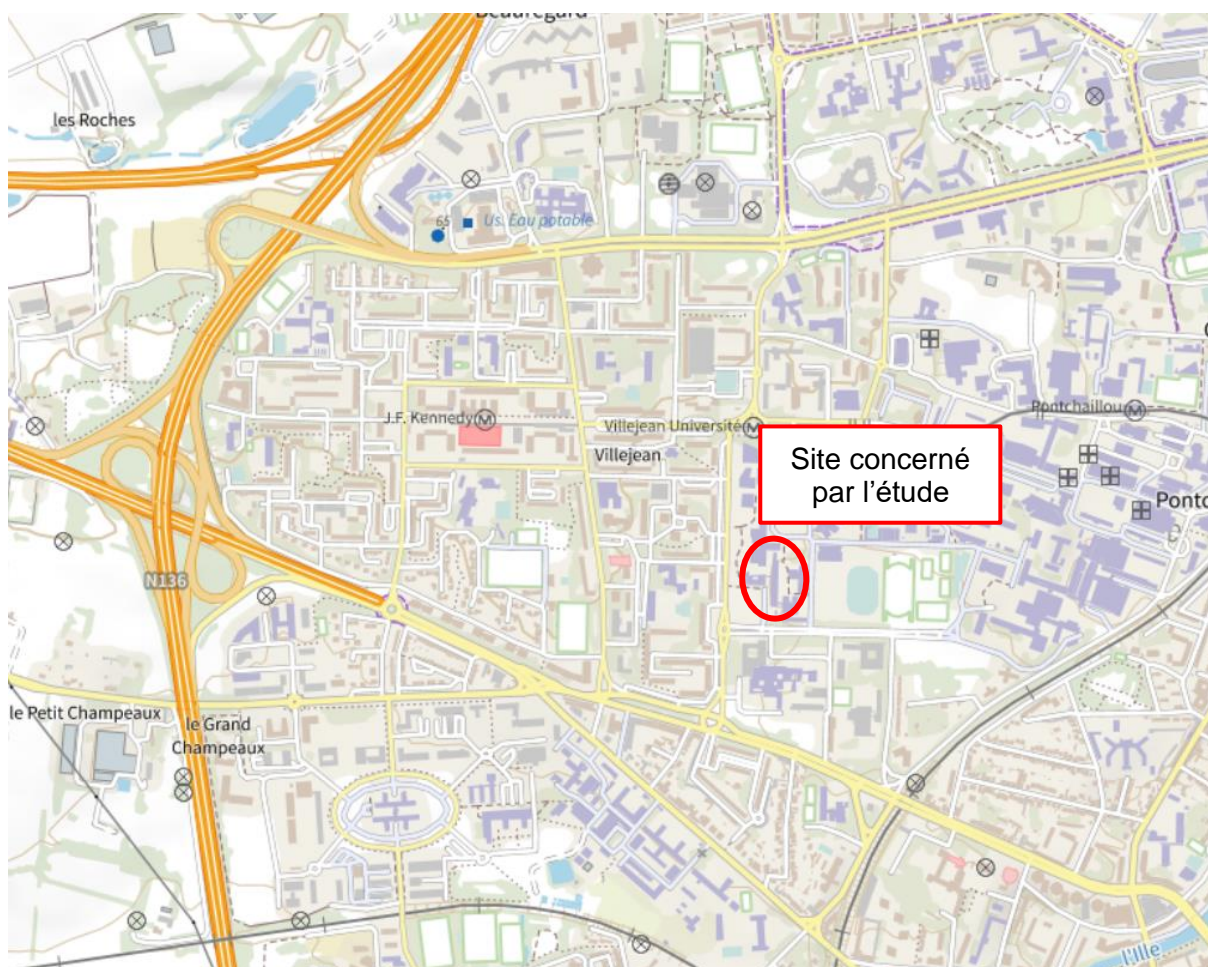 Beauregard
les Roches
65
Us. Eau potable
J.F. Kennedy
M
Villejean Université
M
Pontchaillou
M
Villejean
Site concerné
par l'étude
Pontc
N136
le Petit Champeaux
le Grand
Champeaux
l'Ille